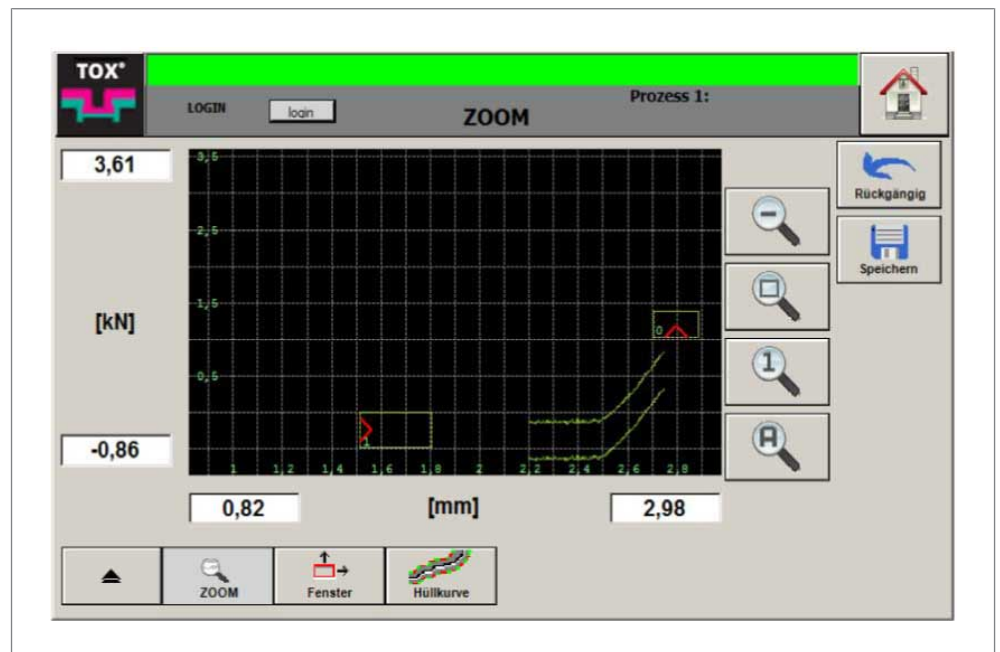 TOX®
LOGIN
login
ZOOM
Prozess 1:
3,61
3,5
2,5
1,5
0,5
[kN]
-0,86
0
1
1
1,2
1,4
1,6
1,8
2
2,2
2,4
2,6
2,8
0,82
[mm]
2,98
1
A
Rückgängig
Speichern
ZOOM
Fenster
Hüllkurve